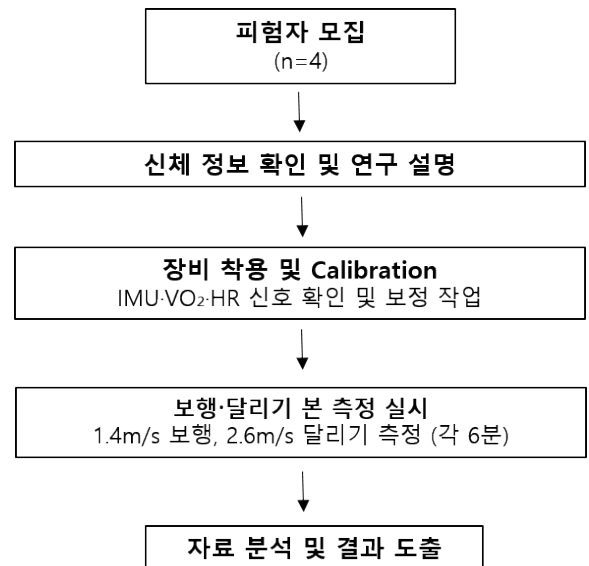 피험자 모집
(n=4)
신체 정보 확인 및 연구 설명
장비 착용 및 Calibration
IMU·VO₂·HR 신호 확인 및 보정 작업
보행·달리기 본 측정 실시
1.4m/s 보행, 2.6m/s 달리기 측정 (각 6분)
자료 분석 및 결과 도출